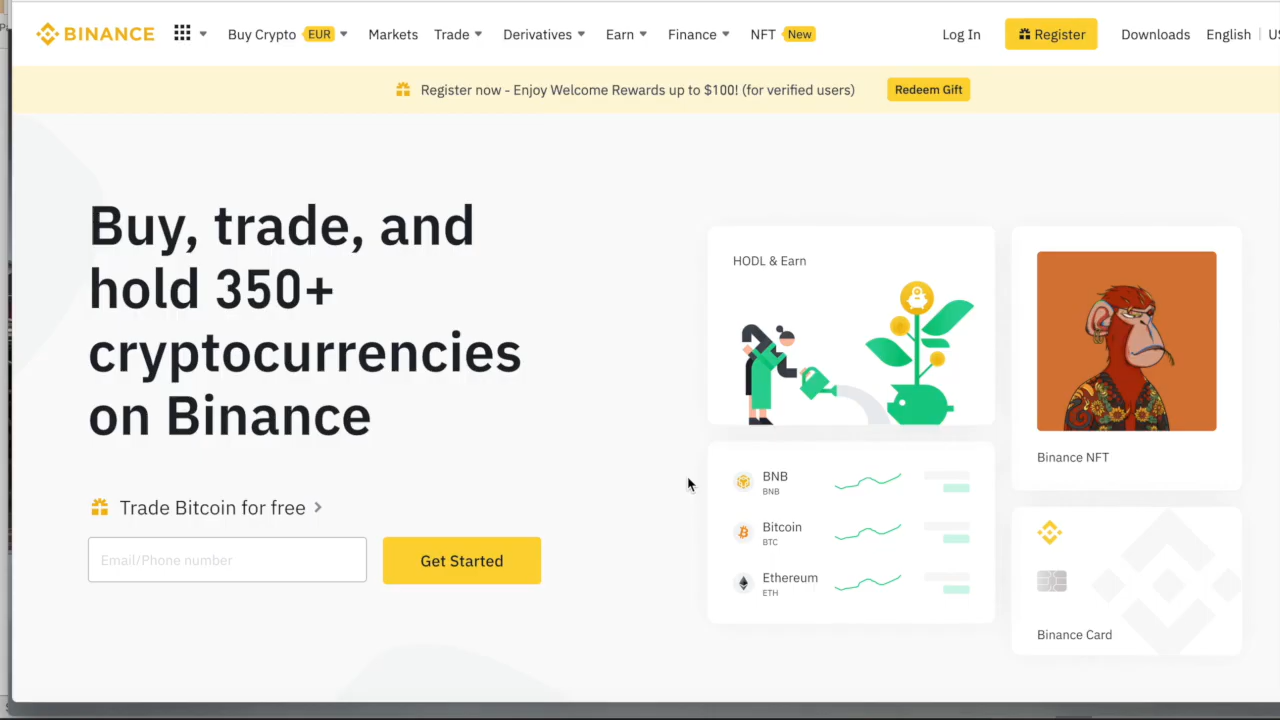 BINANCE
Buy Crypto EUR Markets Trade Derivatives Earn Finance NFT New Log In Register Downloads English
Register now - Enjoy Welcome Rewards up to $100! (for verified users) Redeem Gift
Buy, trade, and
hold 350+
cryptocurrencies
on Binance
Trade Bitcoin for free
Email/Phone number
Get Started
HODL & Earn
BNB
BNB
Bitcoin
BTC
Ethereum
ETH
Binance NFT
Binance Card